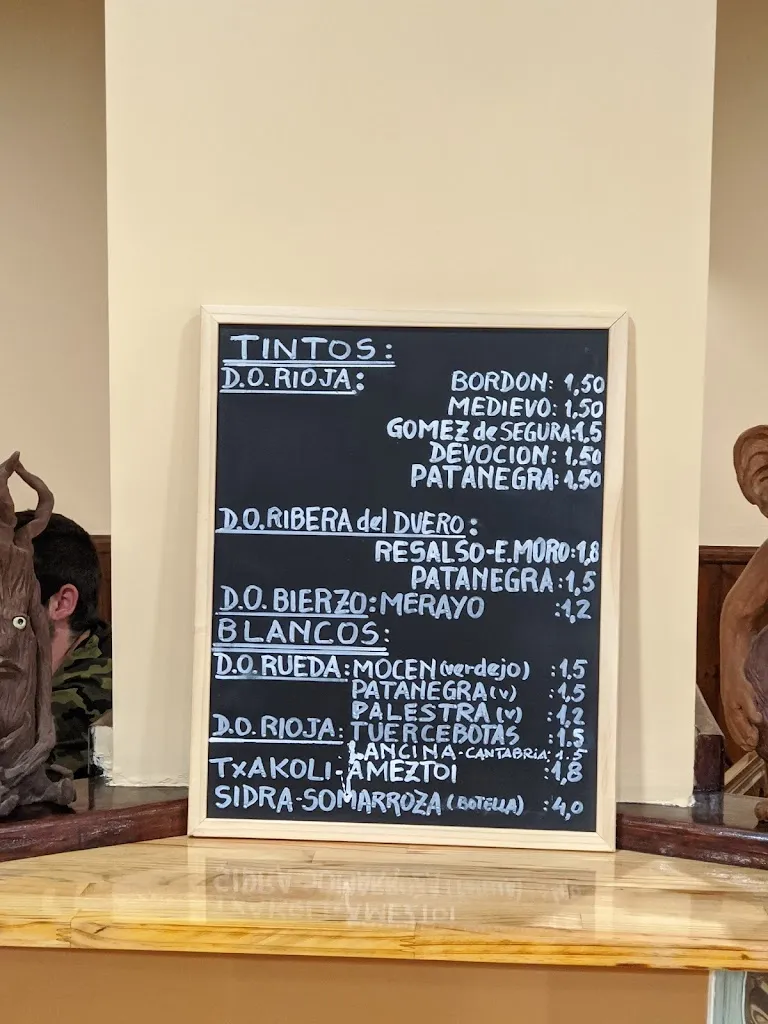 TINTOS:
D.O. RIOJA: BORDON: 1,50
MEDIEVO: 1,50
GOMEZ de SEGURA: 1,5
DEVOCION: 1,50
PATANEGRA: 1,50
D.O. RIBERA del DUERO:
RESALSO-E.MORO: 1,8
PATANEGRA: 1,5
D.O. BIERZO: MERAYO :1,2
BLANCOS:
D.O. RUEDA: MOCEN (verdejo) :1,5
PATANEGRA (v) :1,5
PALESTRA (v) :1,2
D.O. RIOJA: TUERCEBOTAS :1,5
LANCINA - CANTABRIA: 1.5
TXAKOLI - AMEZTOI :1,8
SIDRA - SOMARROZA (BOTELLA) :4,0